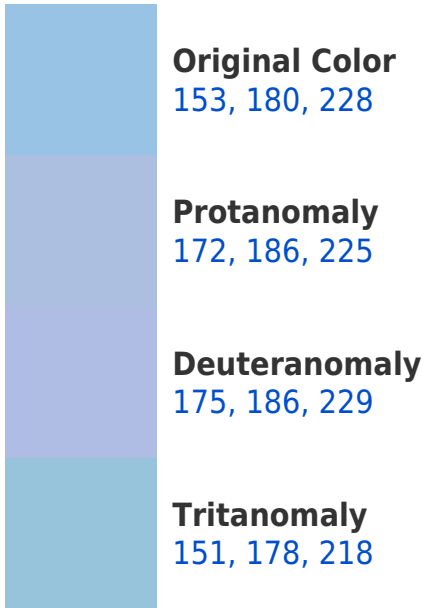 Original Color
153, 180, 228
Protanomaly
172, 186, 225
Deuteranomaly
175, 186, 229
Tritanomaly
151, 178, 218